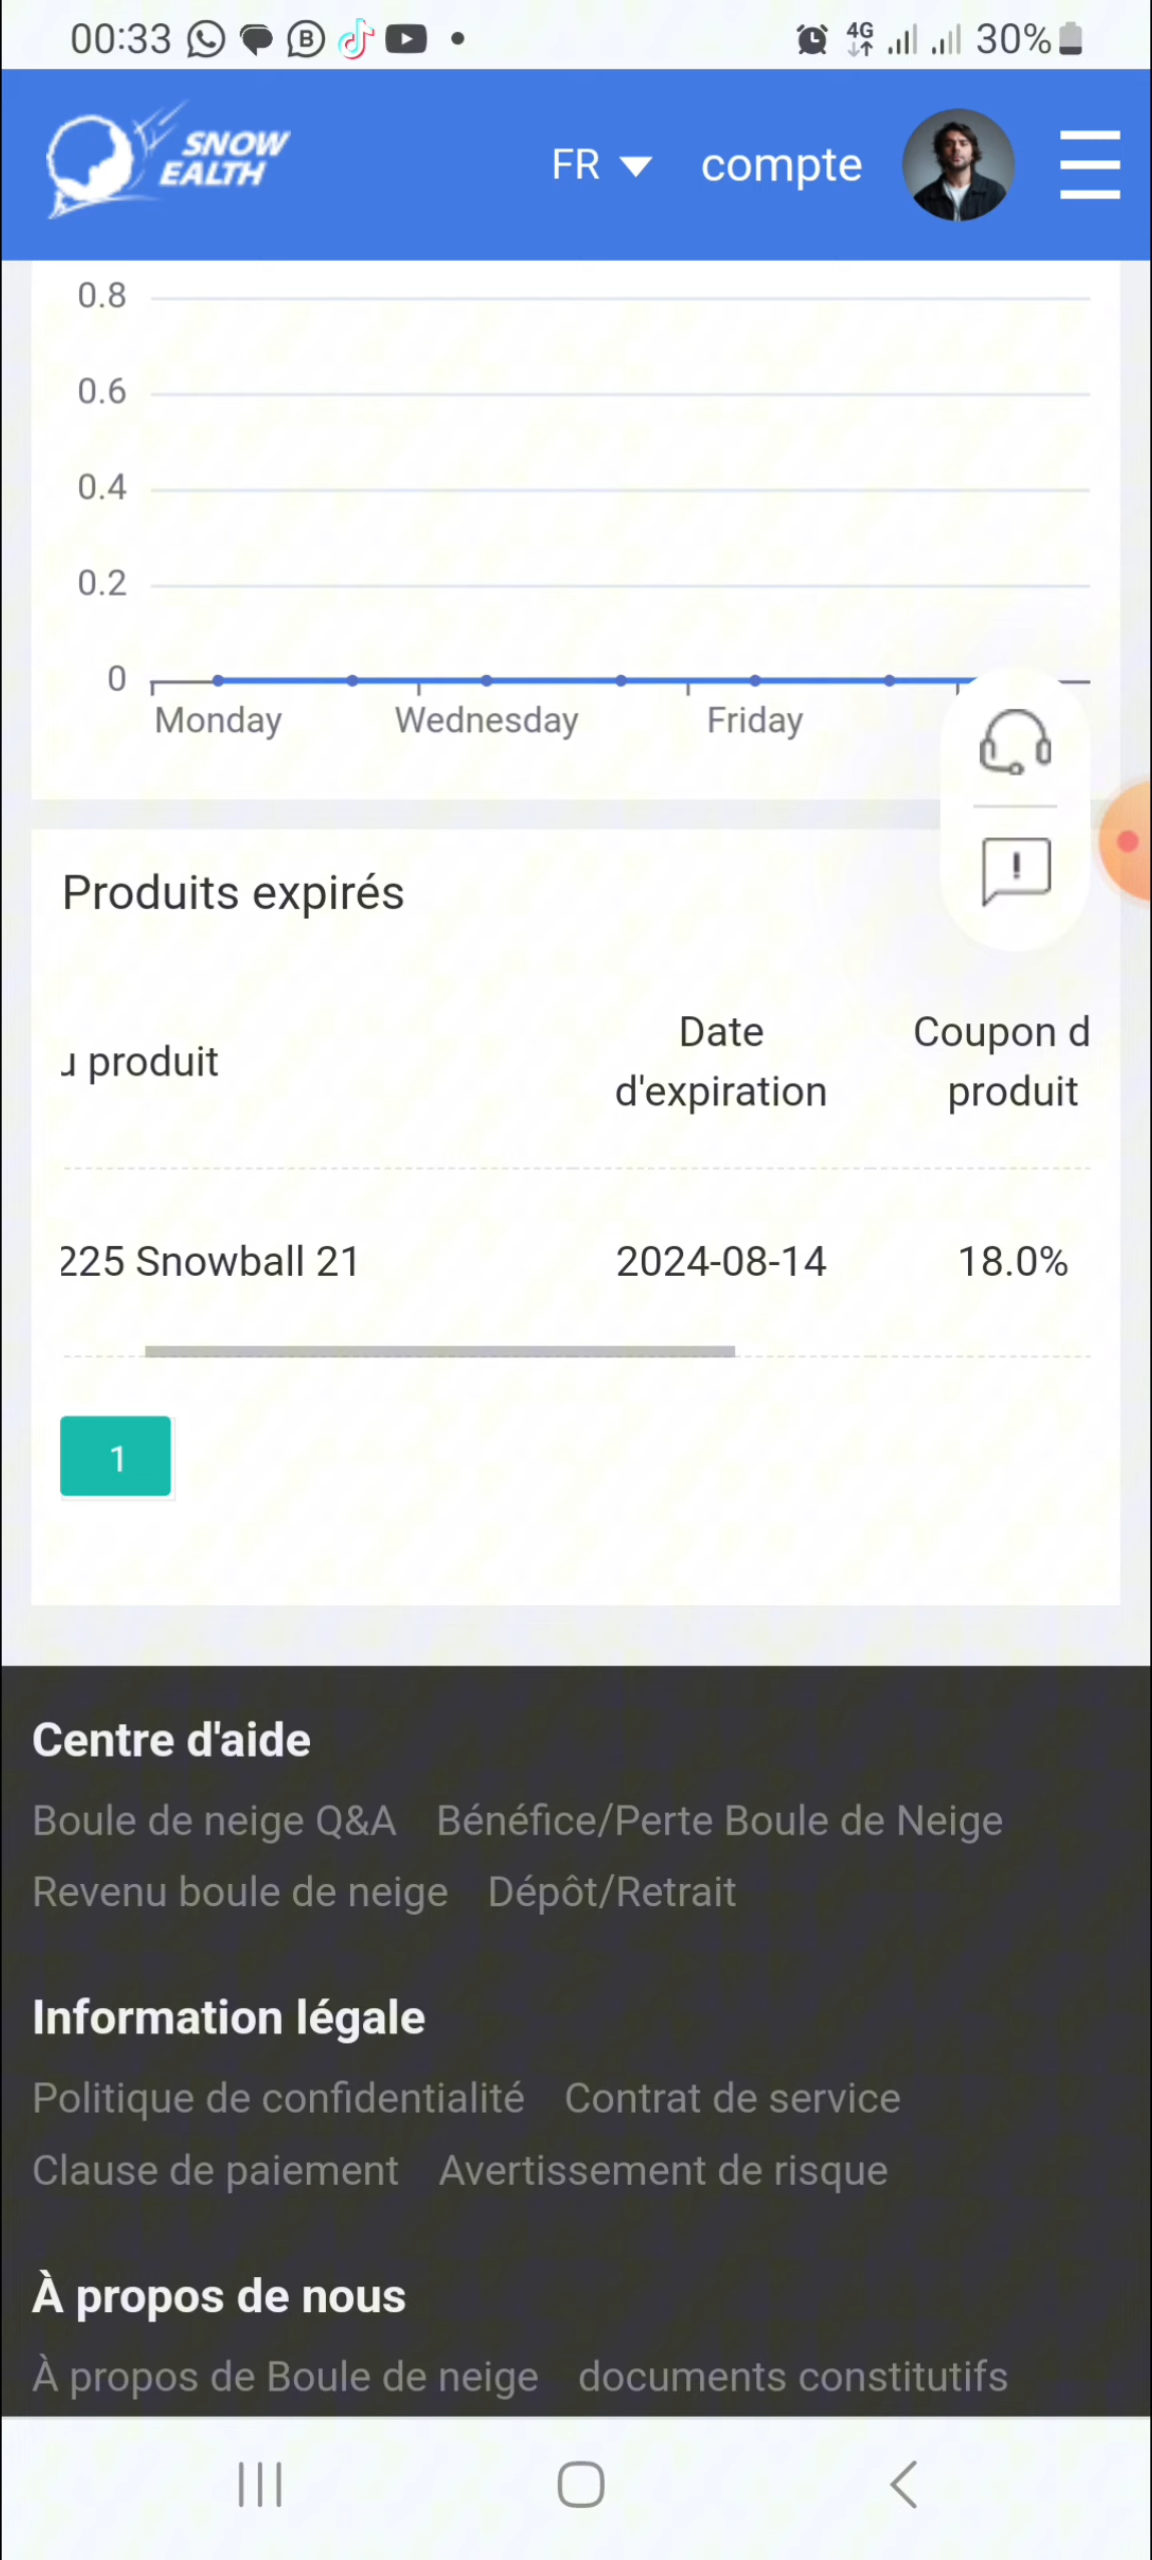 00:33 B 4G 30%
SNOW
EALTH
FR compte
0.8
0.6
0.4
0.2
0
Monday Wednesday Friday
Produits expirés
u produit Date d'expiration Coupon d produit
225 Snowball 21 2024-08-14 18.0%
1
Centre d'aide
Boule de neige Q&A Bénéfice/Perte Boule de Neige
Revenu boule de neige Dépôt/Retrait
Information légale
Politique de confidentialité Contrat de service
Clause de paiement Avertissement de risque
À propos de nous
À propos de Boule de neige documents constitutifs